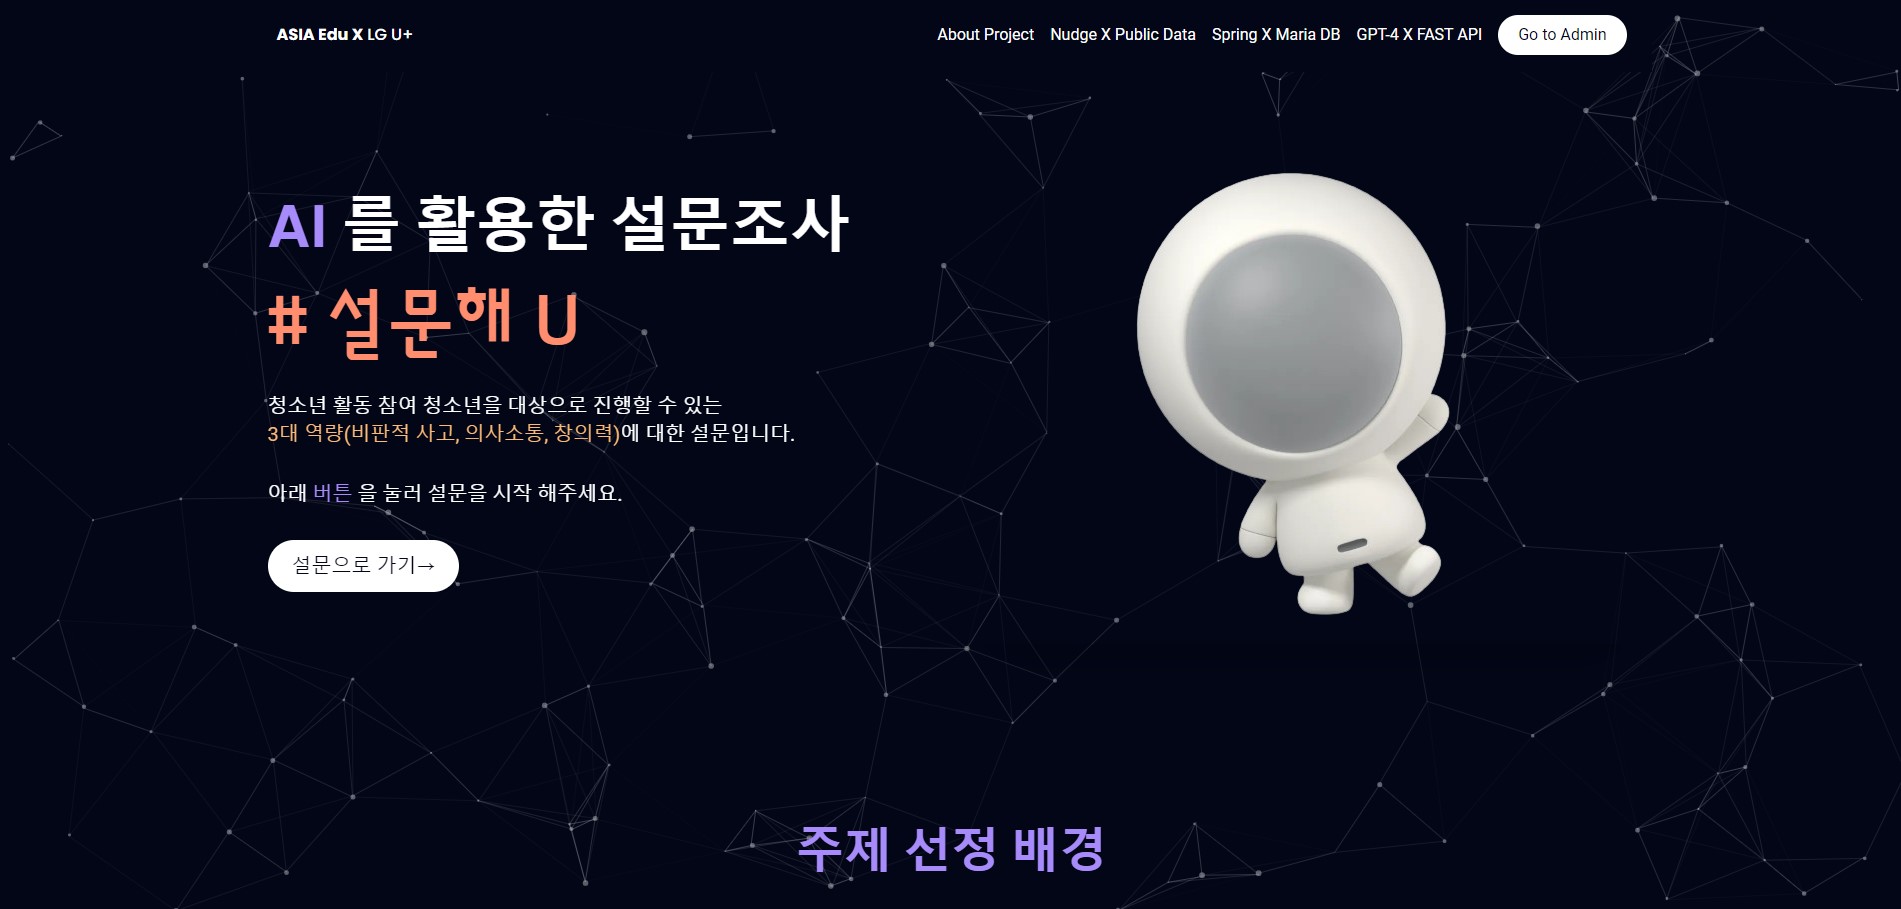 ASIA Edu X LG U+
About Project Nudge X Public Data Spring X Maria DB GPT-4 X FAST API Go to Admin
AI 를 활용한 설문조사
# 설문해 U
청소년 활동 참여 청소년을 대상으로 진행할 수 있는
3대 역량(비판적 사고, 의사소통, 창의력)에 대한 설문입니다.
아래 버튼 을 눌러 설문을 시작 해주세요.
설문으로 가기→
주제 선정 배경